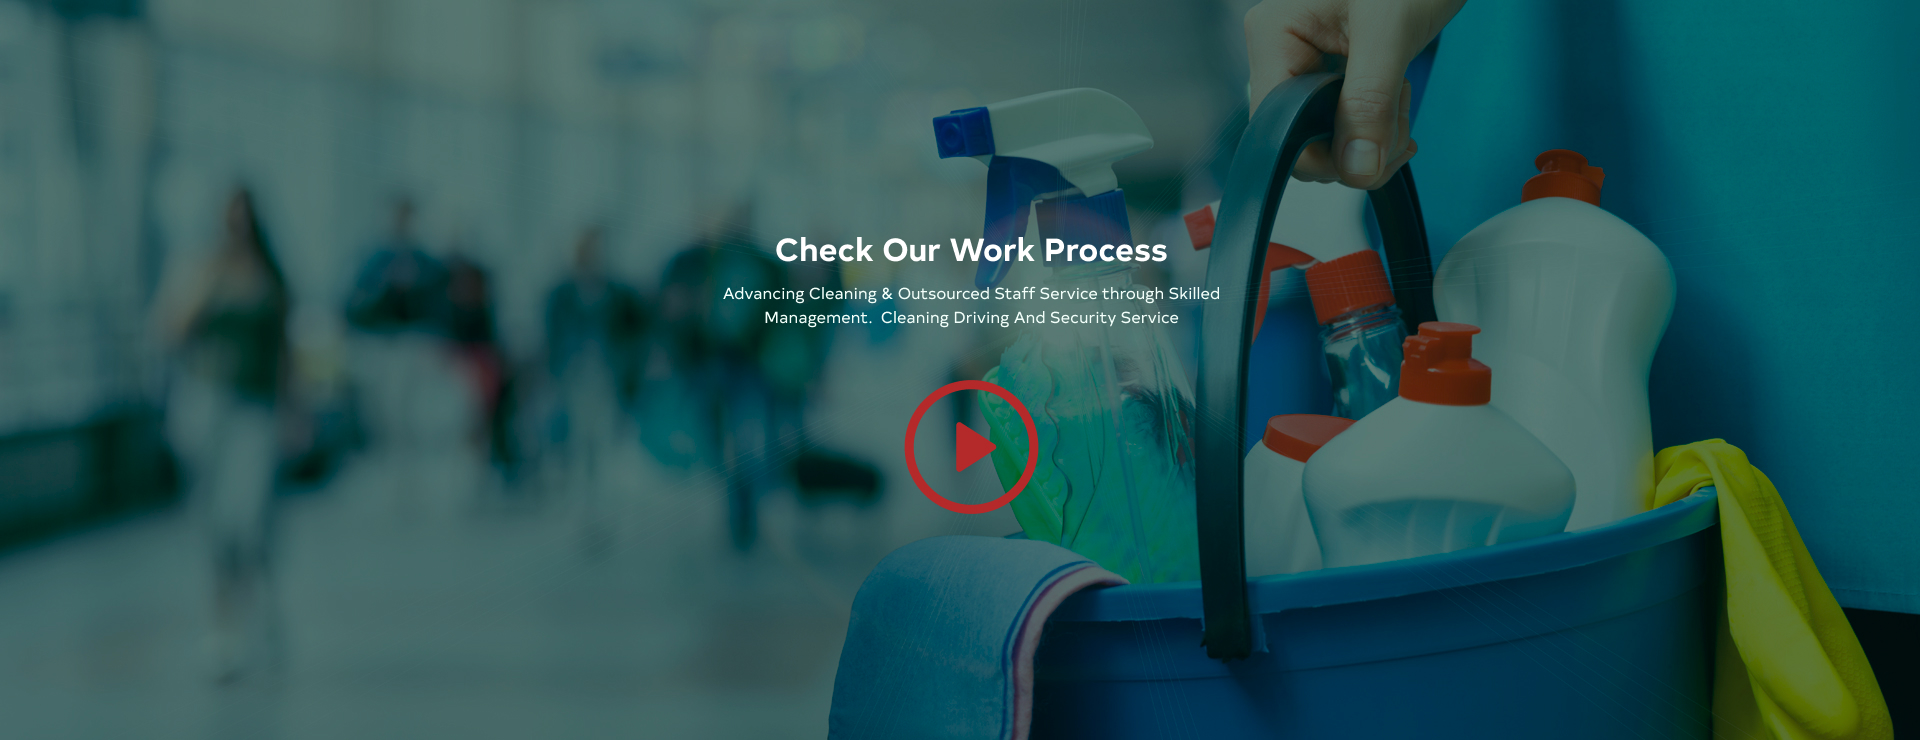 Check Our Work Process
Advancing Cleaning & Outsourced Staff Service through Skilled
Management.  Cleaning Driving And Security Service